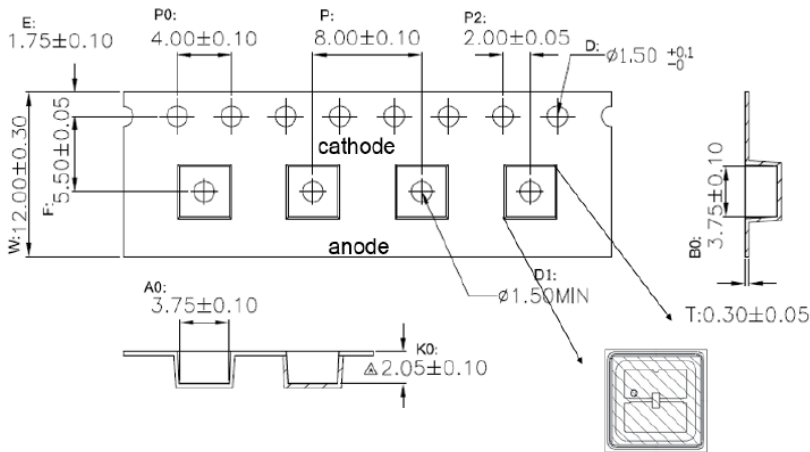 E:
1.75±0.10
P0:
4.00±0.10
P:
8.00±0.10
P2:
2.00±0.05
D:
ø1.50 +0.1 -0
W:
12.00±0.30
F:
5.50±0.05
cathode
anode
B0:
3.75±0.10
D1:
ø1.50MIN
T:0.30±0.05
A0:
3.75±0.10
K0:
2.05±0.10